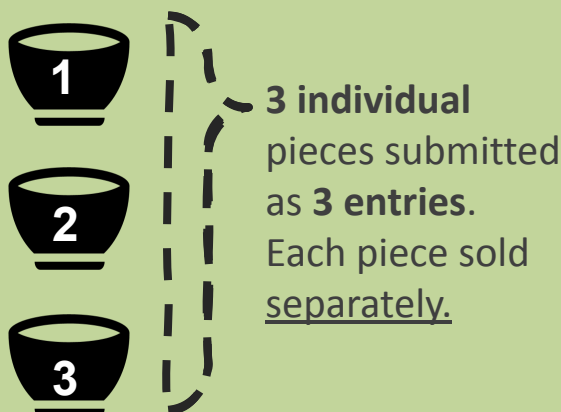 1
2
3
3 individual
pieces submitted
as 3 entries.
Each piece sold
separately.